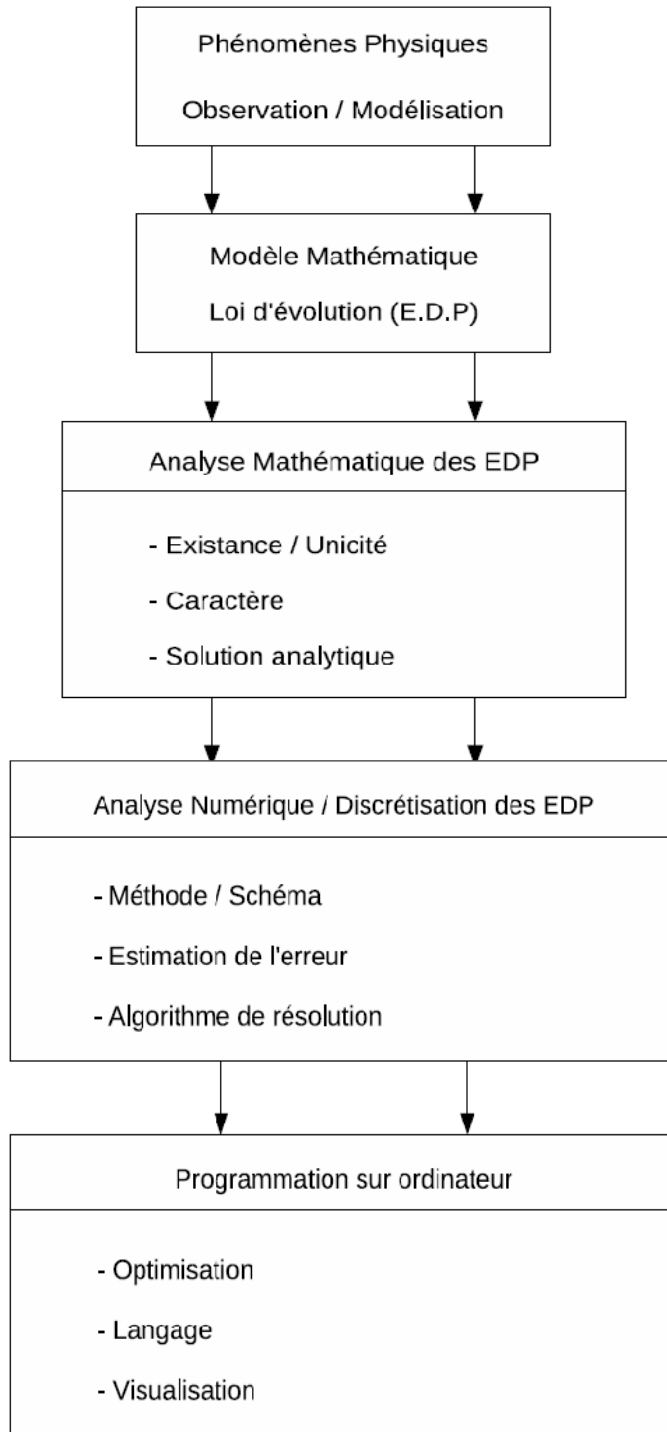 Phénomènes Physiques
Observation / Modélisation
Modèle Mathématique
Loi d'évolution (E.D.P)
Analyse Mathématique des EDP
- Existance / Unicité
- Caractère
- Solution analytique
Analyse Numérique / Discrétisation des EDP
- Méthode / Schéma
- Estimation de l'erreur
- Algorithme de résolution
Programmation sur ordinateur
- Optimisation
- Langage
- Visualisation